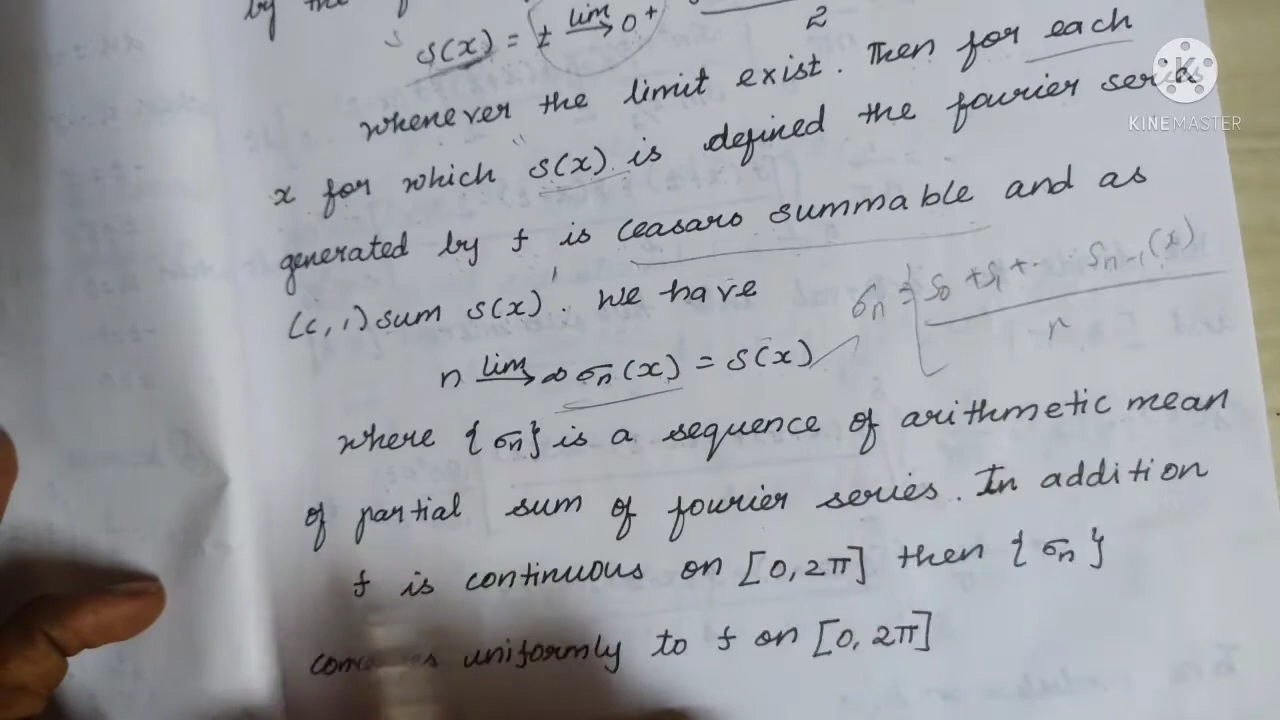 by the
s(x) = t lim→ 0+ 2
whenever the limit exist. Then for each
x for which "s(x) is defined the fourier series
generated by f is ceasaro summable and as
(c,1) sum s(x)'. We have
σn = s0 + s1 + .. sn-1(x)
n
n lim→ ∞ σn(x) = s(x)
where {σn} is a sequence of arithmetic mean
of partial sum of fourier series. In addition
f is continuous on [0, 2π] then {σn}
uniformly to f on [0, 2π]
K
KINEMASTER